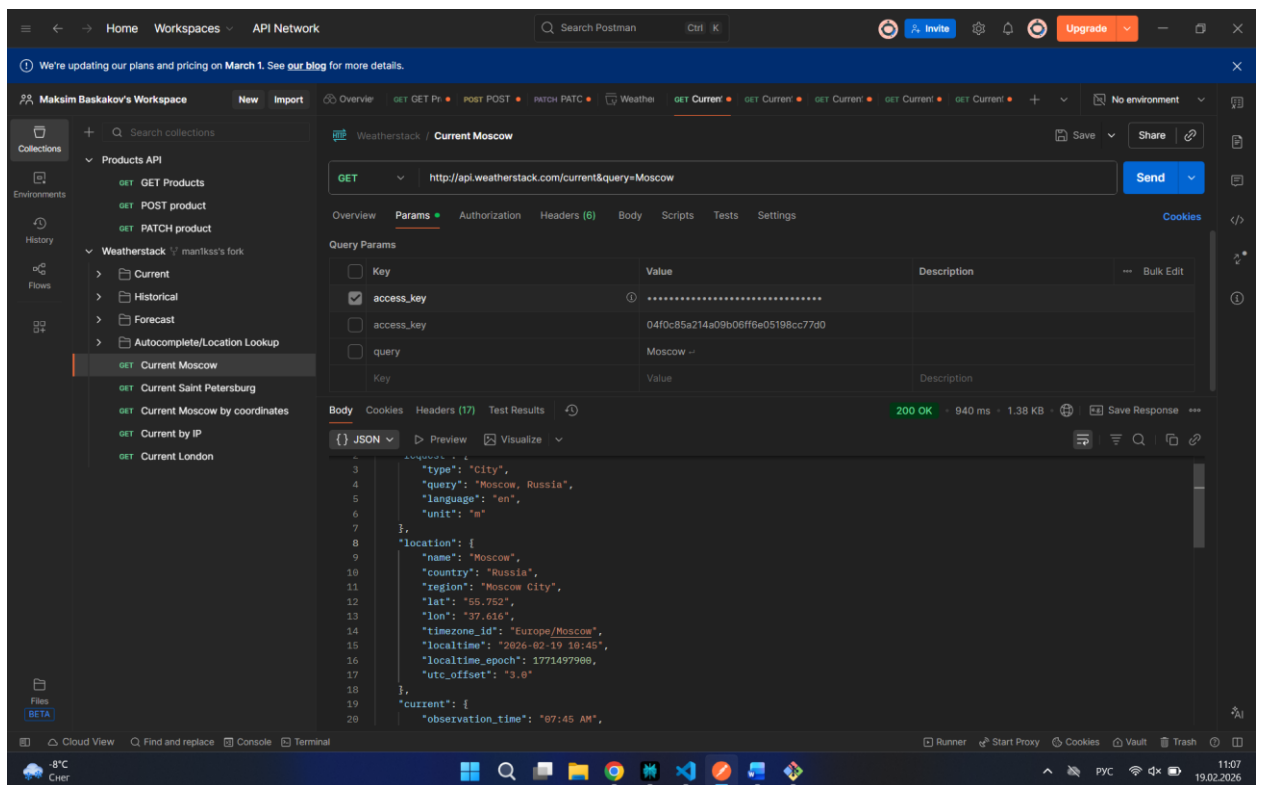 Home Workspaces API Network Search Postman Ctrl K Invite Upgrade
We're updating our plans and pricing on March 1. See our blog for more details.
Maksim Baskakov's Workspace New Import Overvie GET GET Pr POST POST PATCH PATC Weathe GET Current GET Current GET Current GET Current GET Current No environment
Collections
Environments
History
Flows
Files
BETA
Search collections
Products API
GET GET Products
POST POST product
GET PATCH product
Weatherstack man1kss's fork
Current
Historical
Forecast
Autocomplete/Location Lookup
GET Current Moscow
GET Current Saint Petersburg
GET Current Moscow by coordinates
GET Current by IP
GET Current London
HTTP Weatherstack / Current Moscow Save Share
GET http://api.weatherstack.com/current&query=Moscow Send
Overview Params Authorization Headers (6) Body Scripts Tests Settings Cookies
Query Params
Key Value Description Bulk Edit
access_key ••••••••••••••••••••••••••••••••
access_key 04f0c85a214a09b06ff6e05198cc77d0
query Moscow
Key Value Description
Body Cookies Headers (17) Test Results 200 OK 940 ms 1.38 KB Save Response
{} JSON Preview Visualize
2 "request": {
3 "type": "City",
4 "query": "Moscow, Russia",
5 "language": "en",
6 "unit": "m"
7 },
8 "location": {
9 "name": "Moscow",
10 "country": "Russia",
11 "region": "Moscow City",
12 "lat": "55.752",
13 "lon": "37.616",
14 "timezone_id": "Europe/Moscow",
15 "localtime": "2026-02-19 10:45",
16 "localtime_epoch": 1771497900,
17 "utc_offset": "3.0"
18 },
19 "current": {
20 "observation_time": "07:45 AM",
AI
Cloud View Find and replace Console Terminal Runner Start Proxy Cookies Vault Trash
-8°C
Снег
РУС
11:07
19.02.2026